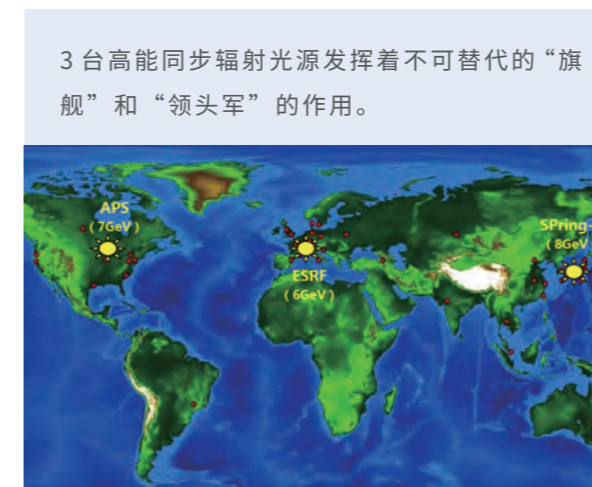 3 台高能同步辐射光源发挥着不可替代的“旗
舰”和“领头军”的作用。
APS
( 7GeV )
SPring-
( 8GeV
ESRF
( 6GeV )